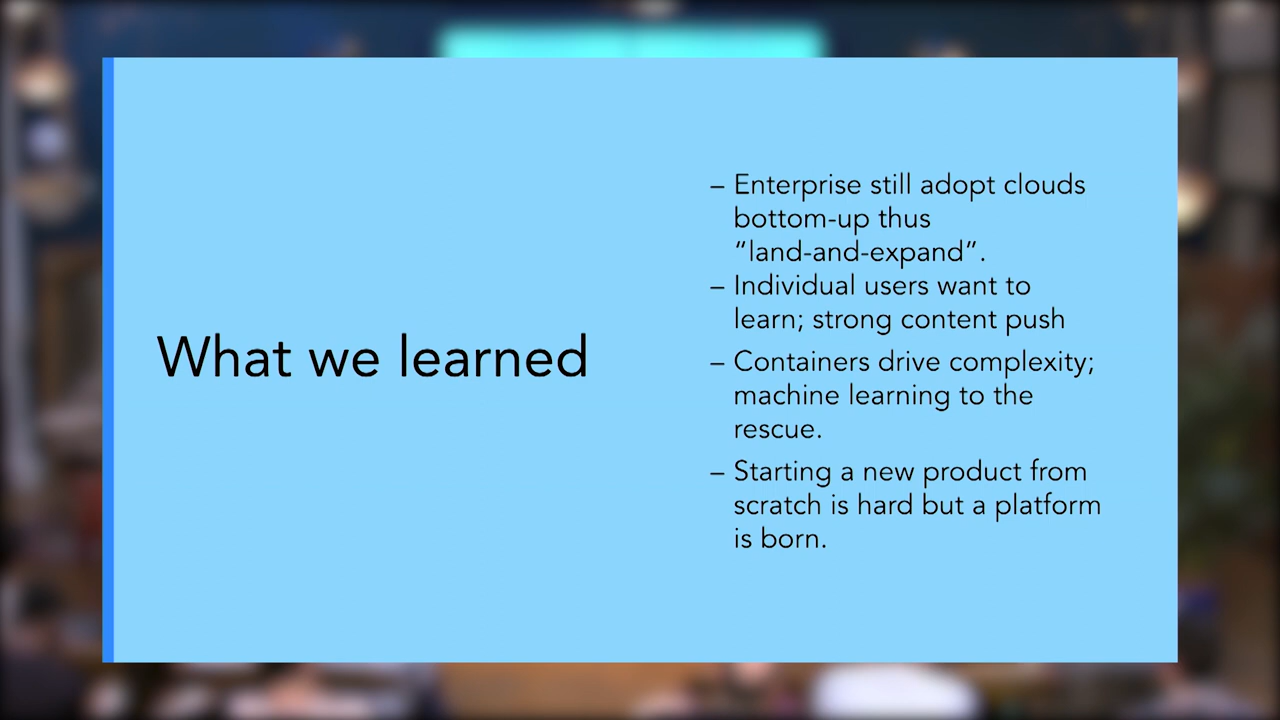 What we learned
– Enterprise still adopt clouds
bottom-up thus
“land-and-expand”.
– Individual users want to
learn; strong content push
– Containers drive complexity;
machine learning to the
rescue.
– Starting a new product from
scratch is hard but a platform
is born.